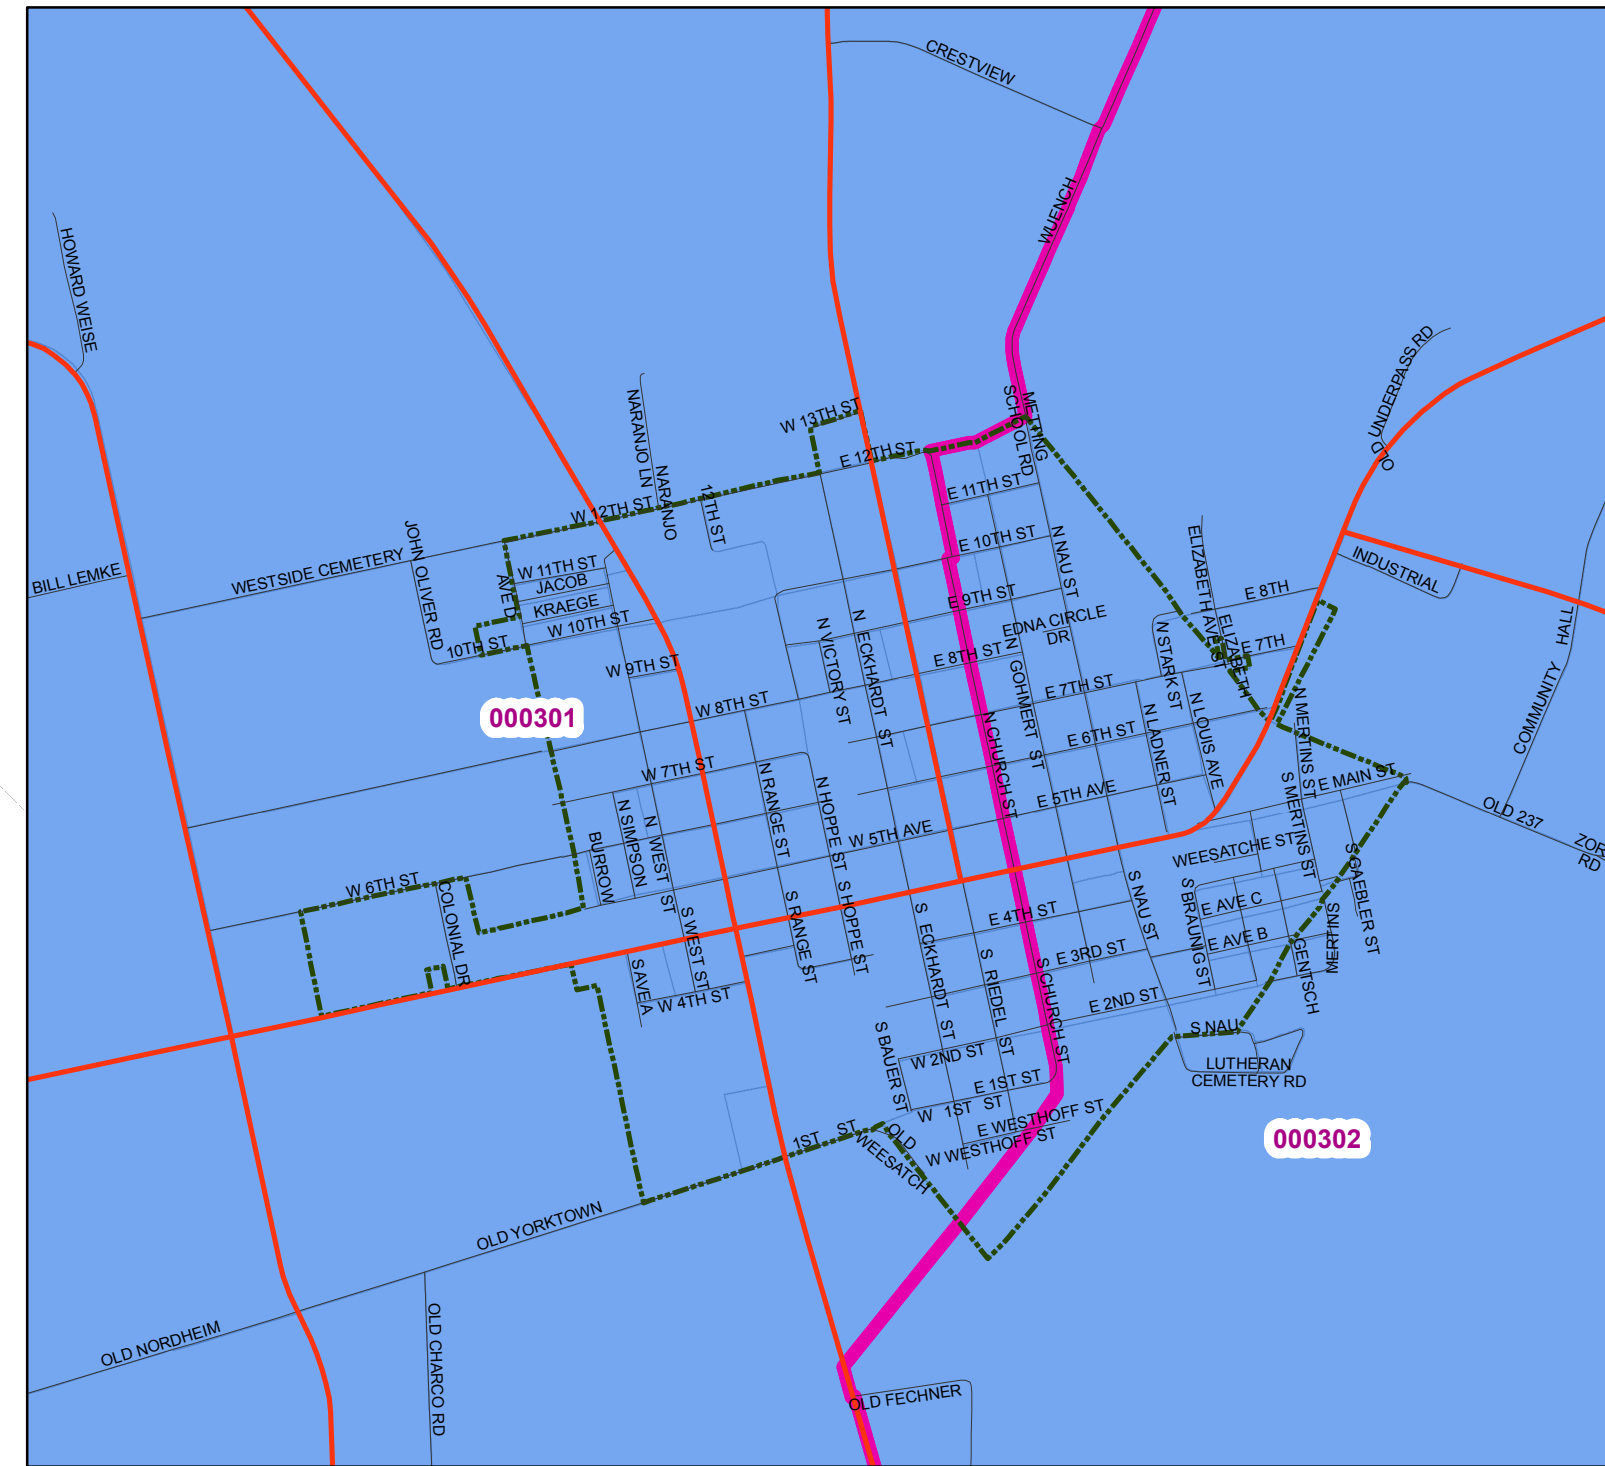 CRESTVIEW
WUENCH
HOWARD WEISE
OLD
UNDERPASS RD
NARANJO LN
NARANJO
W 13TH ST
E 12TH ST
METTING
SCHOOL RD
12TH ST
W 12TH ST
E 11TH ST
JOHN OLIVER RD
WESTSIDE CEMETERY
BILL LEMKE
AVE D
W 11TH ST
JACOB
KRAEGE
W 10TH ST
10TH ST
E 10TH ST
N NAU ST
E 9TH ST
EDNA CIRCLE
DR
ELIZABETH AVE ST
ELIZABETH
E 8TH
E 7TH
INDUSTRIAL
COMMUNITY HALL
W 9TH ST
W 8TH ST
N VICTORY ST
N ECKHARDT ST
E 8TH ST
N GOHMERT ST
E 7TH ST
N STARK ST
N LADNER ST
N LOUIS AVE
N MERTINS ST
000301
W 7TH ST
N CHURCH ST
E 6TH ST
E 5TH AVE
E MAIN ST
OLD 237
ZOR
RD
BURROW
N SIMPSON
N WEST ST
N RANGE ST
N HOPPE ST
W 5TH AVE
S MERTINS ST
WEESATCHE ST
S GAEBLER ST
W 6TH ST
COLONIAL DR
S WEST ST
S RANGE ST
S HOPPE ST
S ECKHARDT ST
E 4TH ST
S NAU ST
S BRAUNIG ST
E AVE C
E AVE B
GENTSCH
MERTINS
S AVE A
W 4TH ST
S RIEDEL ST
E 3RD ST
S CHURCH ST
E 2ND ST
S NAU
LUTHERAN
CEMETERY RD
S BAUER ST
W 2ND ST
E 1ST ST
W 1ST ST
E WESTHOFF ST
W WESTHOFF ST
1ST ST
OLD
WEESATCH
000302
OLD YORKTOWN
OLD NORDHEIM
OLD CHARCO RD
OLD FECHNER